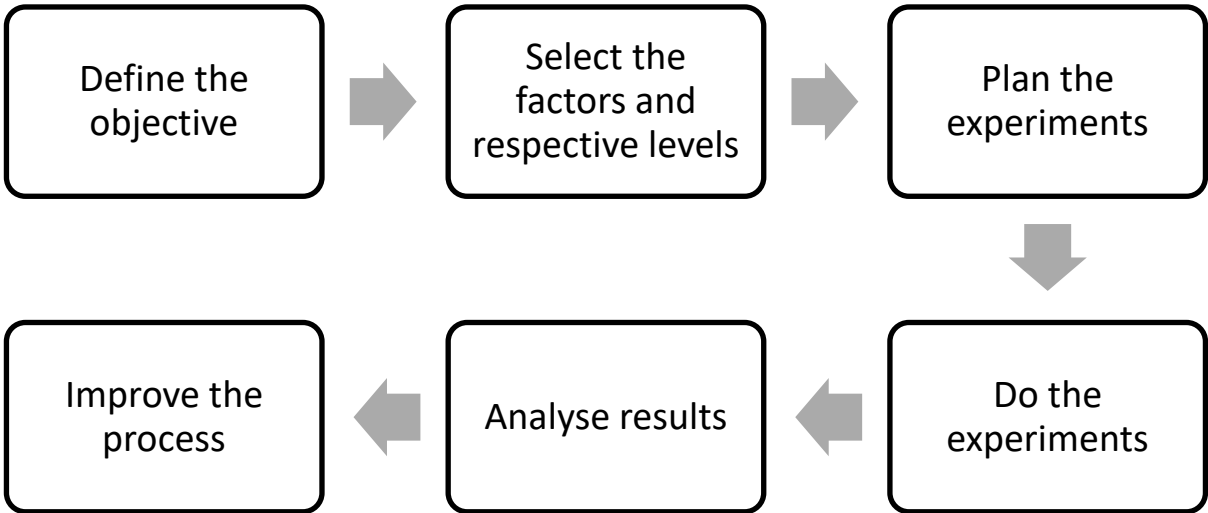 Define the
objective
Select the
factors and
respective levels
Plan the
experiments
Do the
experiments
Analyse results
Improve the
process